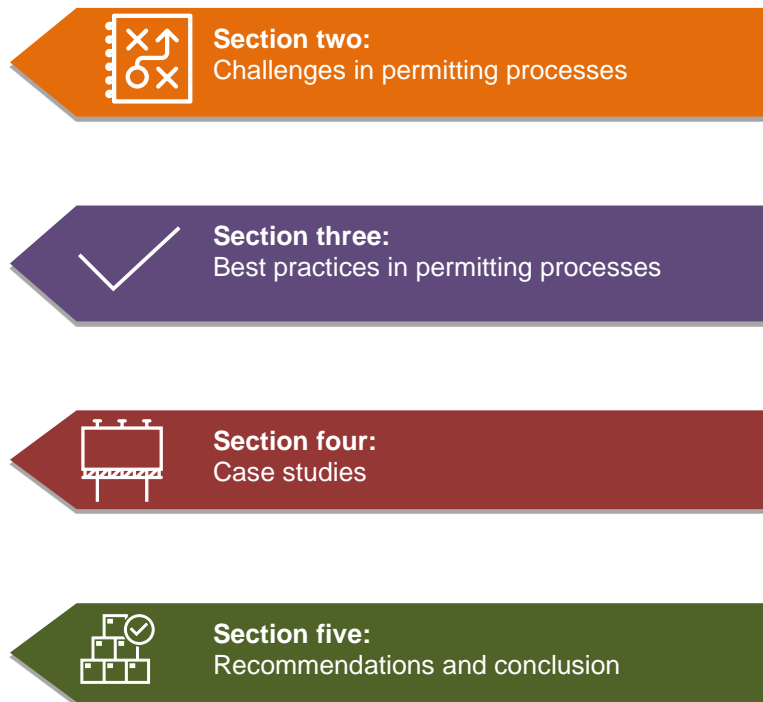 Section two:
Challenges in permitting processes
Section three:
Best practices in permitting processes
Section four:
Case studies
Section five:
Recommendations and conclusion